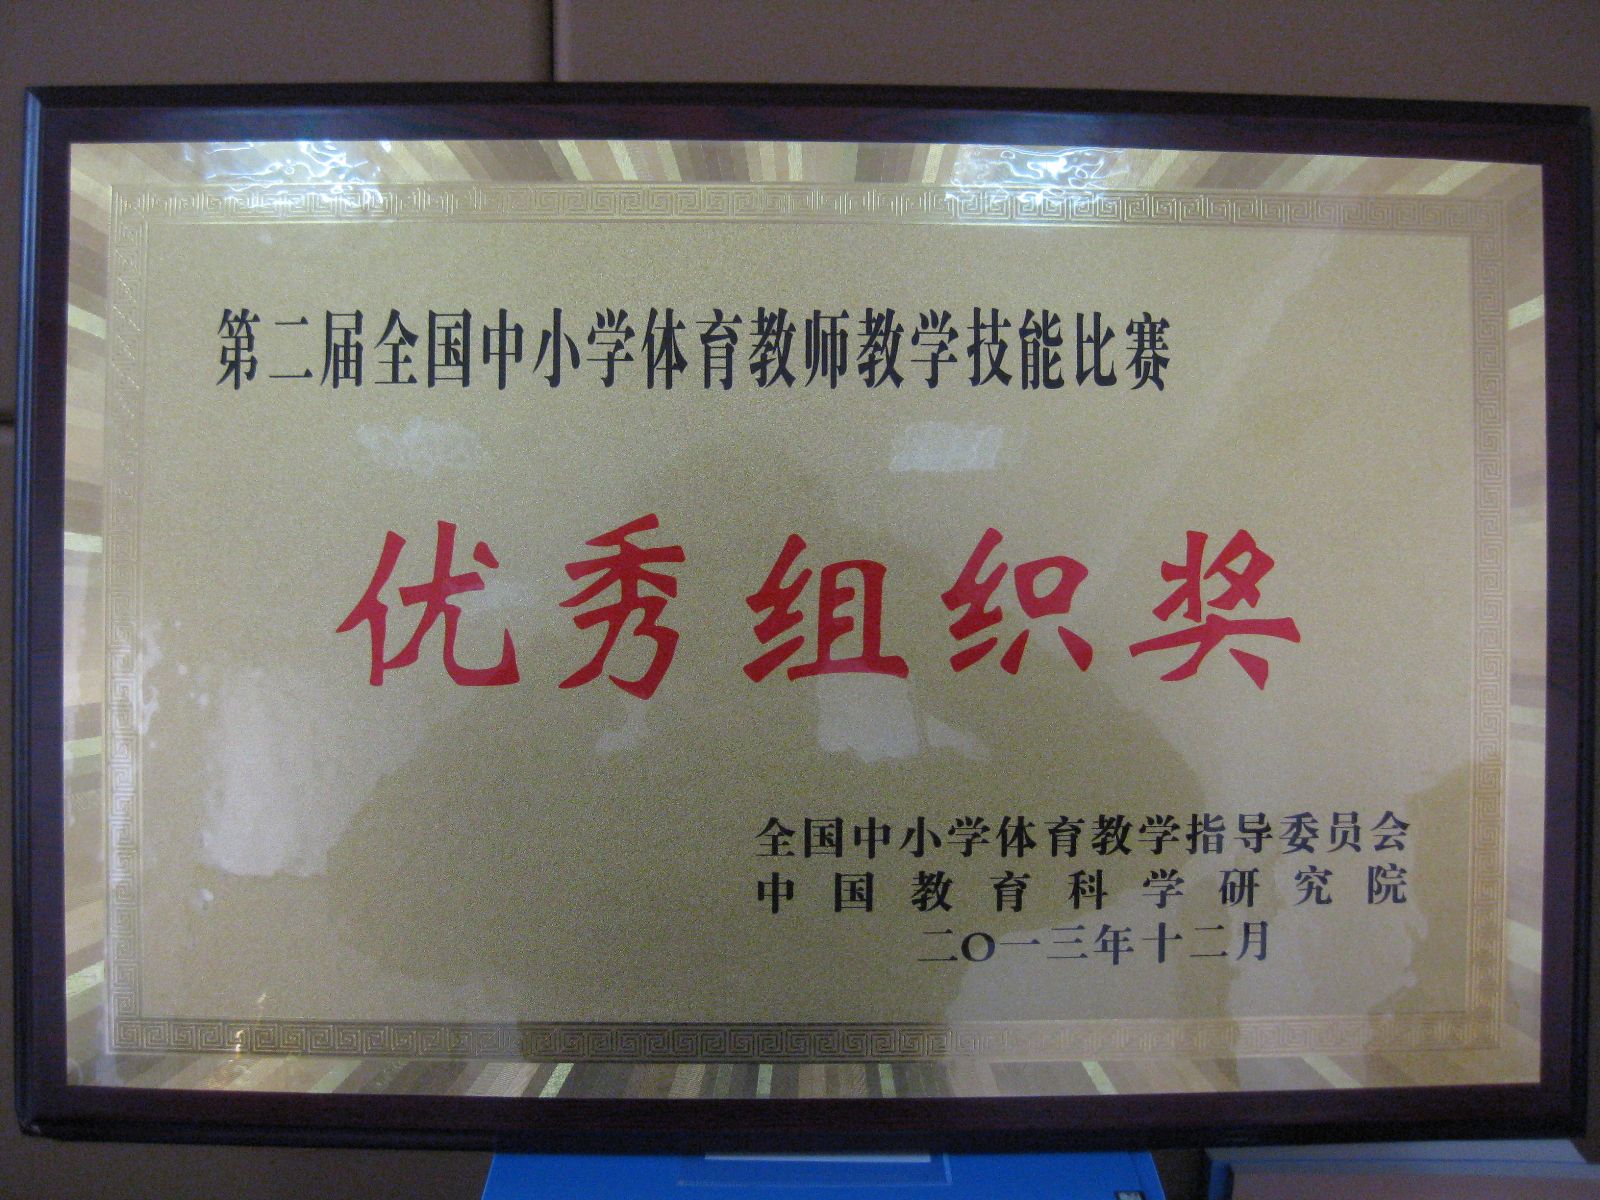 第二届全国中小学体育教师教学技能比赛
优秀组织奖
全国中小学体育教学指导委员会
中国教育科学研究院
二〇一三年十二月